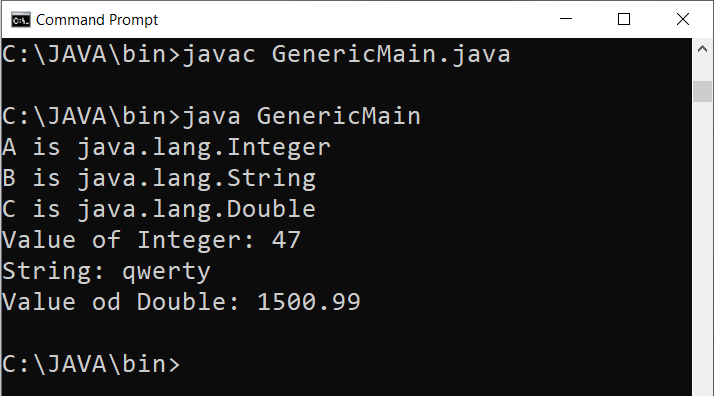 Command Prompt
C:\JAVA\bin>javac GenericMain.java
C:\JAVA\bin>java GenericMain
A is java.lang.Integer
B is java.lang.String
C is java.lang.Double
Value of Integer: 47
String: qwerty
Value od Double: 1500.99
C:\JAVA\bin>